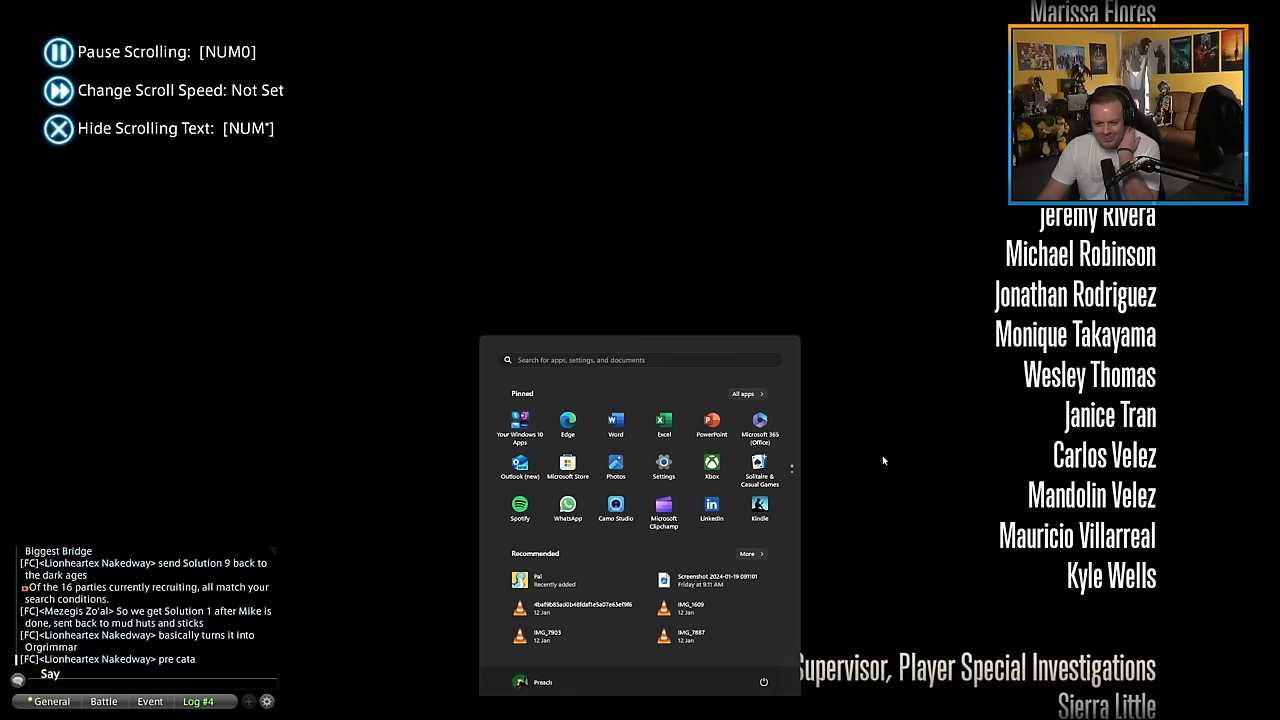 Pause Scrolling: [NUM0]
Change Scroll Speed: Not Set
Hide Scrolling Text: [NUM*]
Marissa Flores
Jeremy Rivera
Michael Robinson
Jonathan Rodriguez
Monique Takayama
Wesley Thomas
Janice Tran
Carlos Velez
Mandolin Velez
Mauricio Villarreal
Kyle Wells
Supervisor, Player Special Investigations
Sierra Little
Search for apps, settings, and documents
Pinned
All apps
Your Windows 10 Apps
Edge
Word
Excel
PowerPoint
Microsoft 365 (Office)
Outlook (new)
Microsoft Store
Photos
Settings
Xbox
Solitaire & Casual Games
Spotify
WhatsApp
Camo Studio
Microsoft Clipchamp
LinkedIn
Kindle
Recommended
More
Pal
Recently added
Screenshot 2024-01-19 091101
Friday at 9:11 AM
12 Jan
IMG_1609
12 Jan
IMG_7903
12 Jan
IMG_7887
12 Jan
Preach
Biggest Bridge
[FC]<Lionheartex Nakedway> send Solution 9 back to
the dark ages
Of the 16 parties currently recruiting, all match your
search conditions.
[FC]<Mezegis Zo'al> So we get Solution 1 after Mike is
done, sent back to mud huts and sticks
[FC]<Lionheartex Nakedway> basically turns it into
Orgrimmar
[FC]<Lionheartex Nakedway> pre cata
Say
General
Battle
Event
Log #4